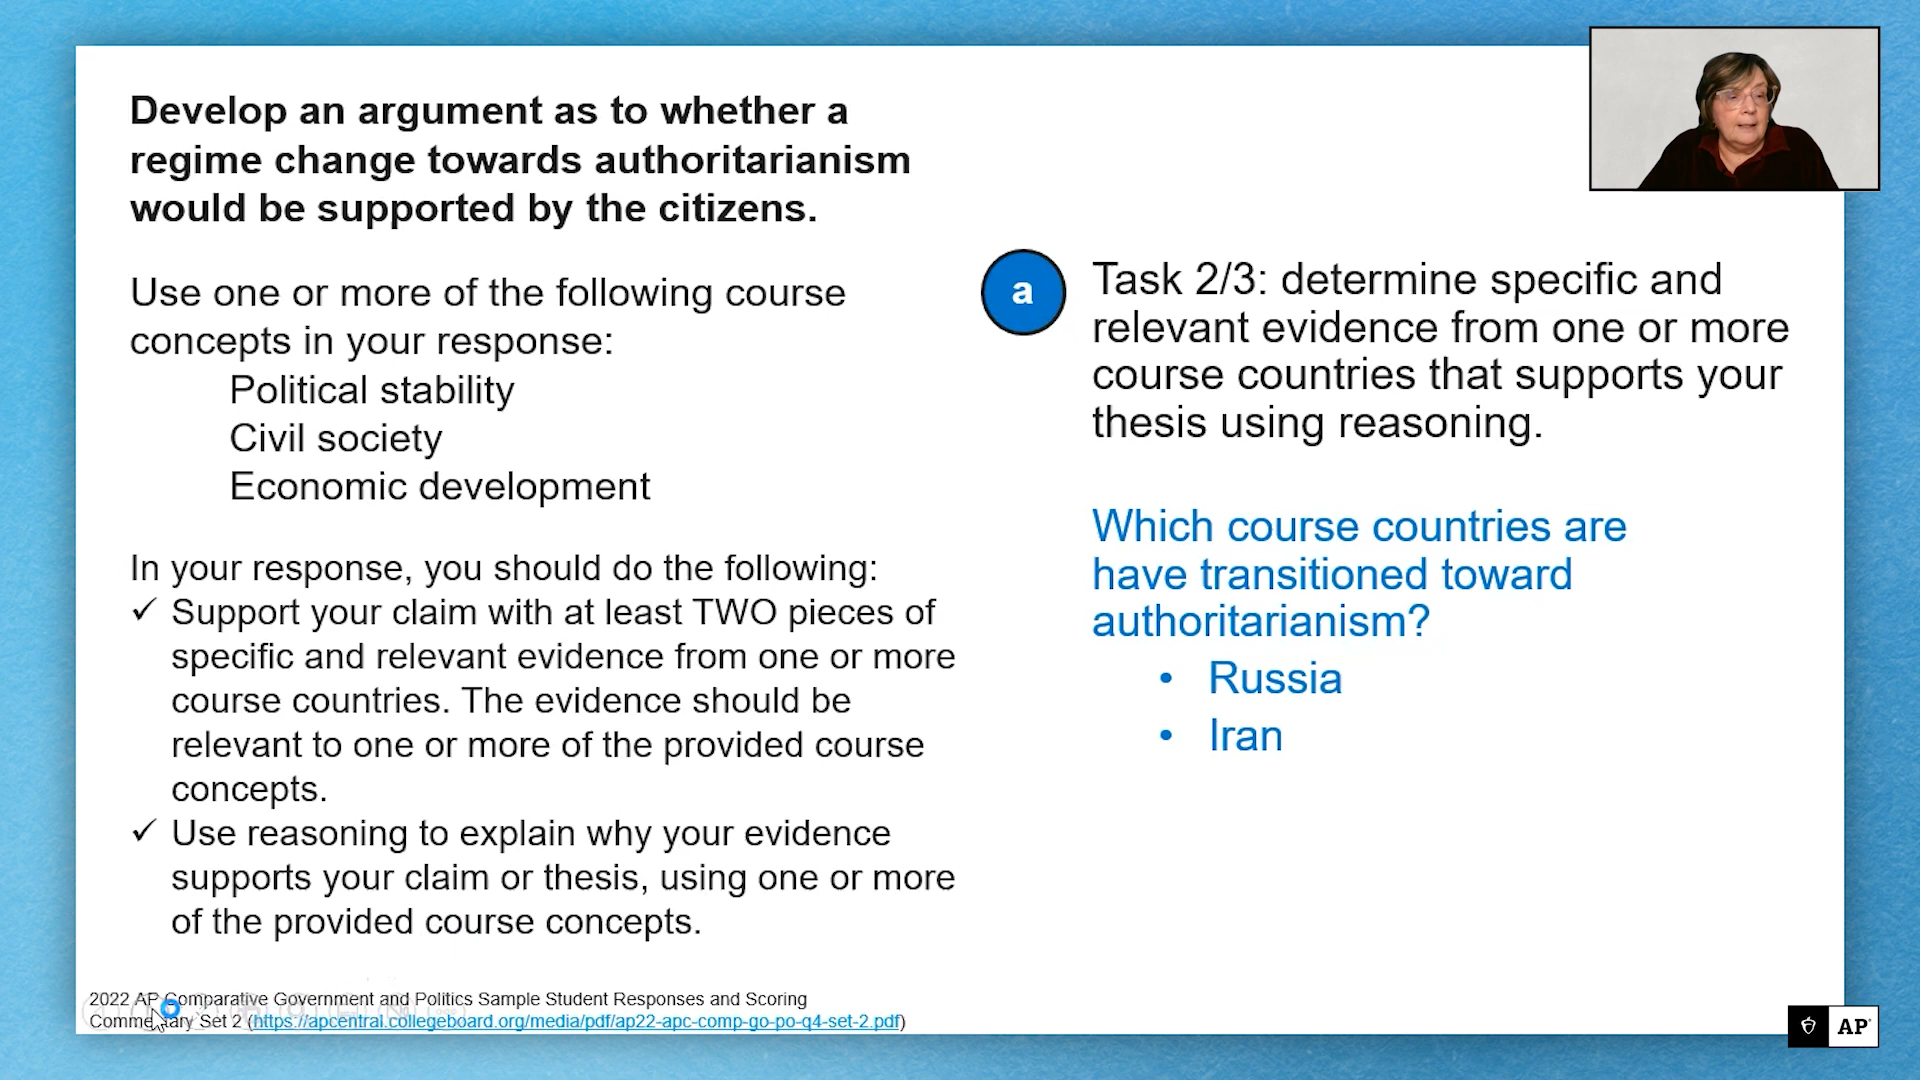 Develop an argument as to whether a
regime change towards authoritarianism
would be supported by the citizens.
Use one or more of the following course
concepts in your response:
Political stability
Civil society
Economic development
In your response, you should do the following:
✓ Support your claim with at least TWO pieces of
specific and relevant evidence from one or more
course countries. The evidence should be
relevant to one or more of the provided course
concepts.
✓ Use reasoning to explain why your evidence
supports your claim or thesis, using one or more
of the provided course concepts.
a
Task 2/3: determine specific and
relevant evidence from one or more
course countries that supports your
thesis using reasoning.
Which course countries are
have transitioned toward
authoritarianism?
• Russia
• Iran
2022 AP Comparative Government and Politics Sample Student Responses and Scoring
Commentary Set 2 (https://apcentral.collegeboard.org/media/pdf/ap22-apc-comp-go-po-q4-set-2.pdf)
AP